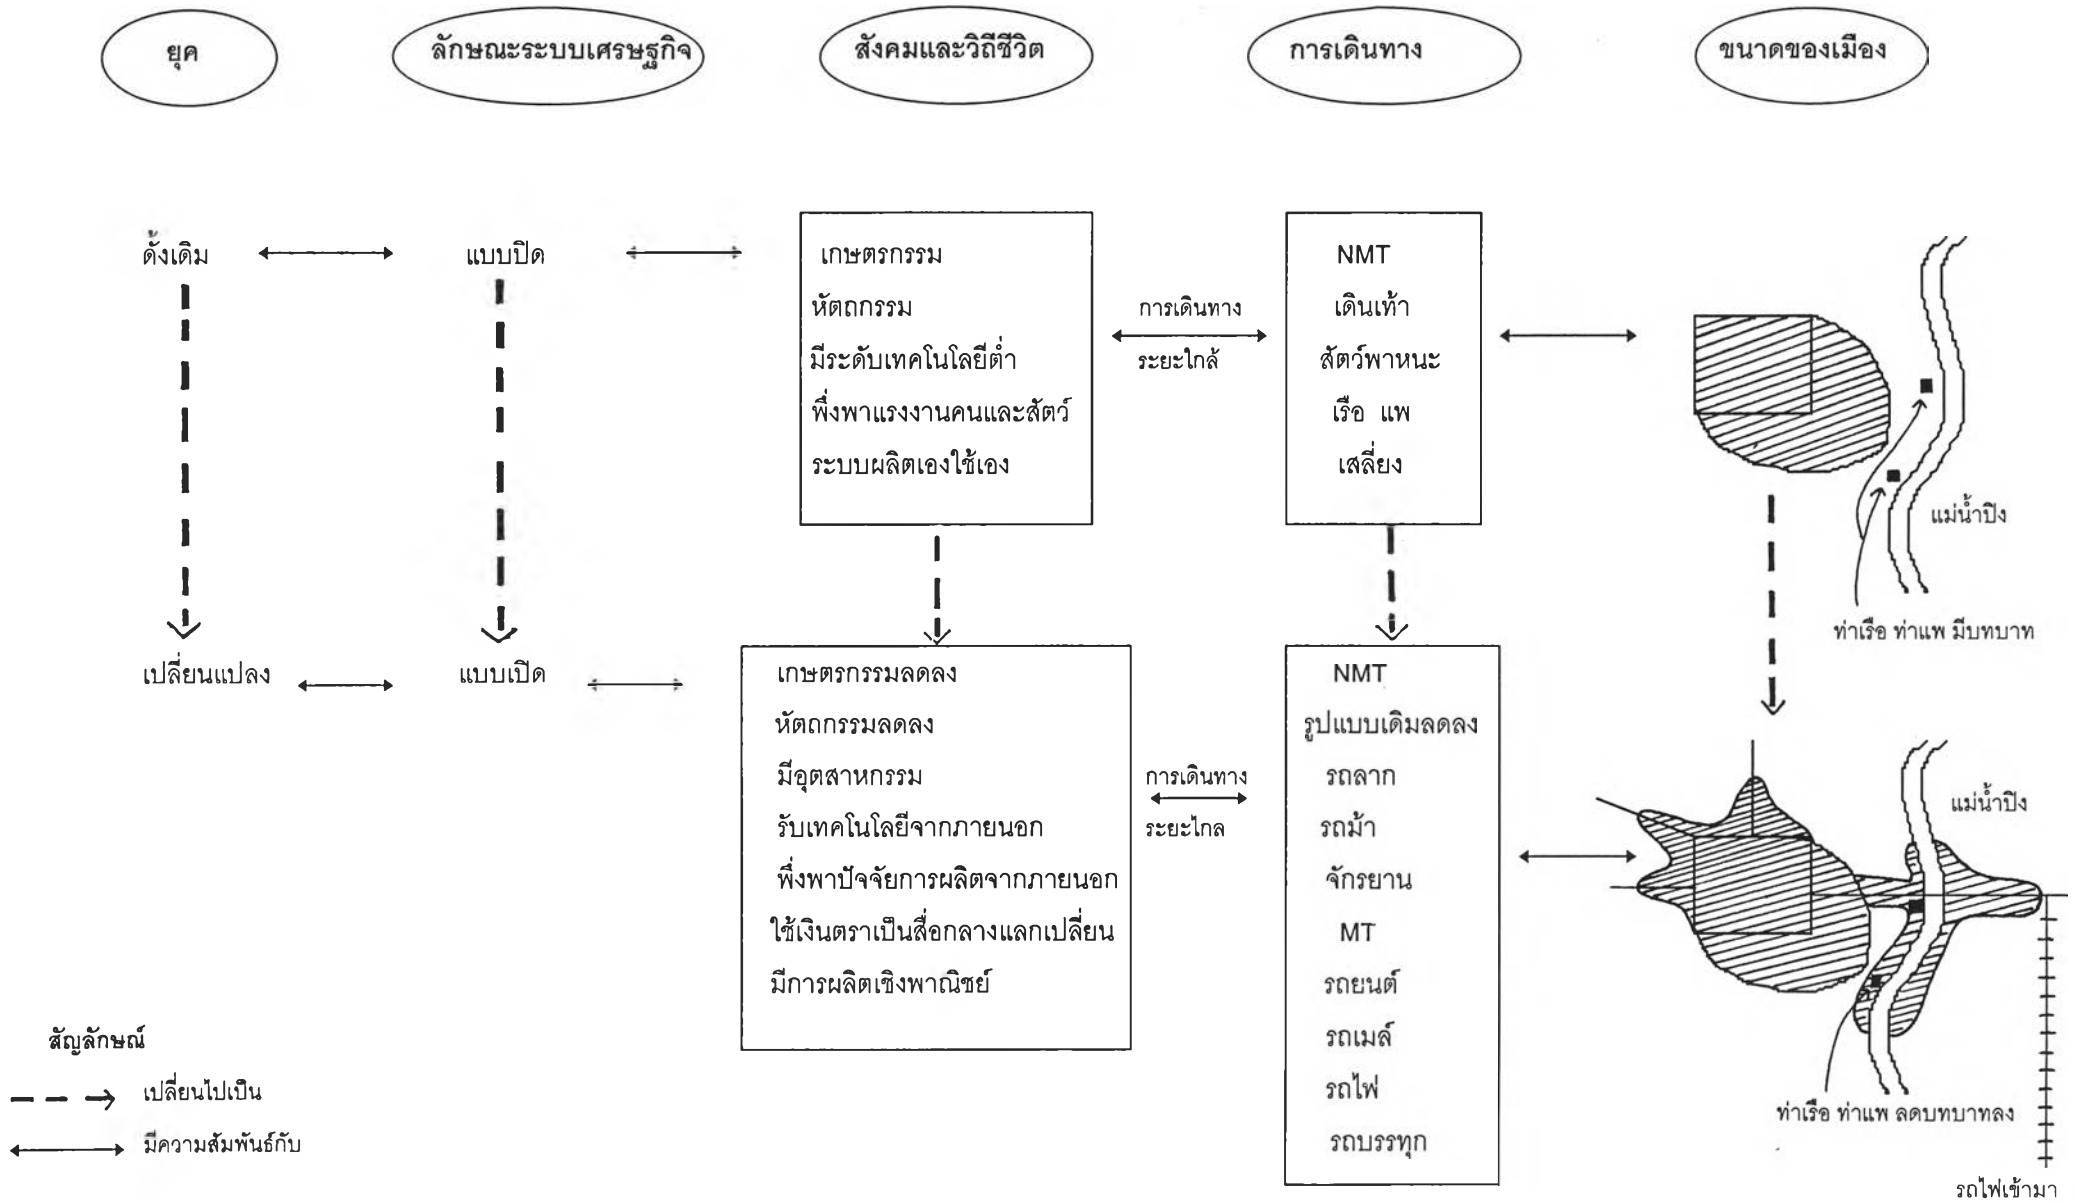 ยุค
ลักษณะระบบเศรษฐกิจ
สังคมและวิถีชีวิต
การเดินทาง
ขนาดของเมือง
ดั้งเดิม
แบบปิด
เกษตรกรรม
หัตถกรรม
มีระดับเทคโนโลยีต่ำ
พึ่งพาแรงงานคนและสัตว์
ระบบผลิตเองใช้เอง
การเดินทาง
ระยะใกล้
NMT
เดินเท้า
สัตว์พาหนะ
เรือ แพ
เสลี่ยง
แม่น้ำปิง
ท่าเรือ ท่าแพ มีบทบาท
เปลี่ยนแปลง
แบบเปิด
เกษตรกรรมลดลง
หัตถกรรมลดลง
มีอุตสาหกรรม
รับเทคโนโลยีจากภายนอก
พึ่งพาปัจจัยการผลิตจากภายนอก
ใช้เงินตราเป็นสื่อกลางแลกเปลี่ยน
มีการผลิตเชิงพาณิชย์
การเดินทาง
ระยะไกล
NMT
รูปแบบเดิมลดลง
รถลาก
รถม้า
จักรยาน
MT
รถยนต์
รถเมล์
รถไฟ
รถบรรทุก
แม่น้ำปิง
ท่าเรือ ท่าแพ ลดบทบาทลง
รถไฟเข้ามา
สัญลักษณ์
เปลี่ยนไปเป็น
มีความสัมพันธ์กับ